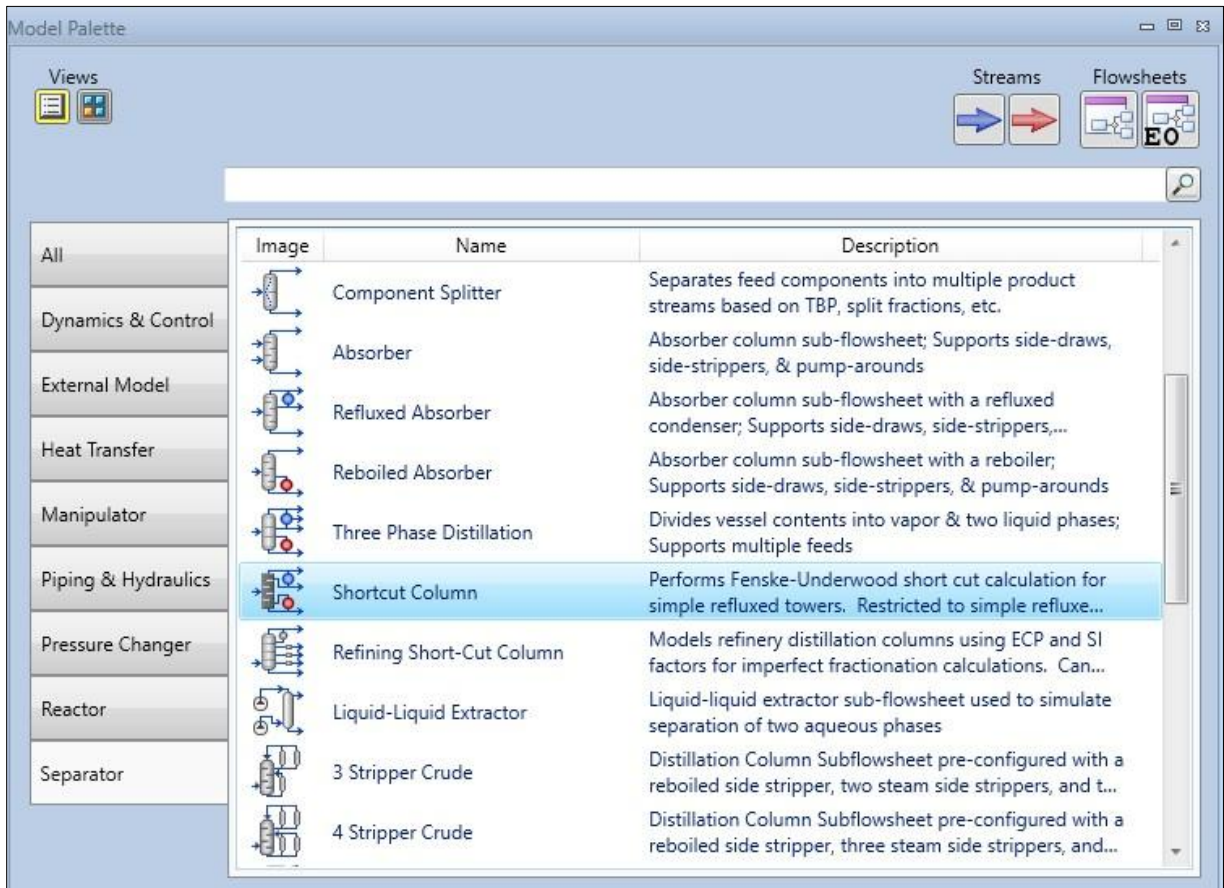 Model Palette
Views
Streams
Flowsheets
EO
All
Dynamics & Control
External Model
Heat Transfer
Manipulator
Piping & Hydraulics
Pressure Changer
Reactor
Separator
Image Name Description
Component Splitter
Separates feed components into multiple product
streams based on TBP, split fractions, etc.
Absorber
Absorber column sub-flowsheet; Supports side-draws,
side-strippers, & pump-arounds
Refluxed Absorber
Absorber column sub-flowsheet with a refluxed
condenser; Supports side-draws, side-strippers,...
Reboiled Absorber
Absorber column sub-flowsheet with a reboiler;
Supports side-draws, side-strippers, & pump-arounds
Three Phase Distillation
Divides vessel contents into vapor & two liquid phases;
Supports multiple feeds
Shortcut Column
Performs Fenske-Underwood short cut calculation for
simple refluxed towers. Restricted to simple refluxe...
Refining Short-Cut Column
Models refinery distillation columns using ECP and SI
factors for imperfect fractionation calculations. Can...
Liquid-Liquid Extractor
Liquid-liquid extractor sub-flowsheet used to simulate
separation of two aqueous phases
3 Stripper Crude
Distillation Column Subflowsheet pre-configured with a
reboiled side stripper, two steam side strippers, and t...
4 Stripper Crude
Distillation Column Subflowsheet pre-configured with a
reboiled side stripper, three steam side strippers, and...